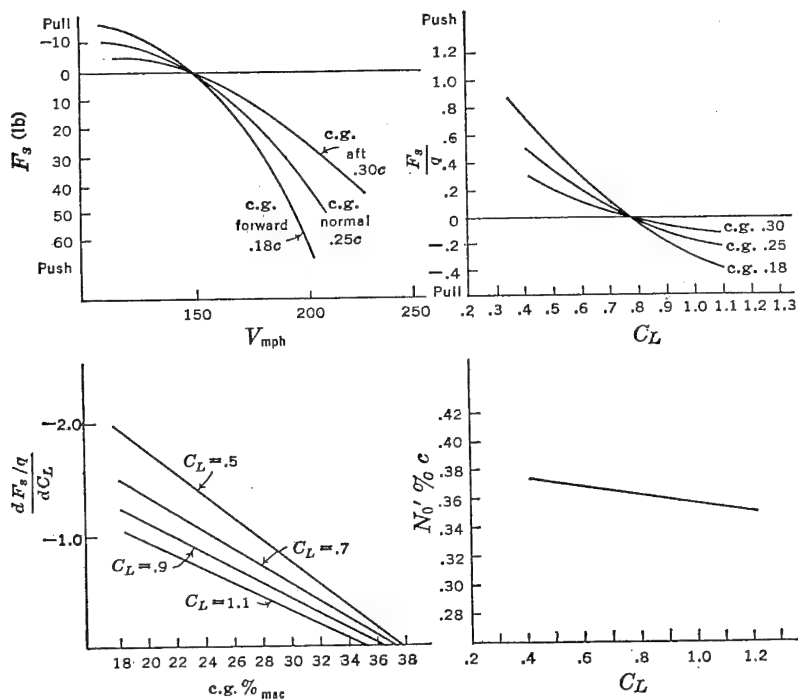 Pull
-10
0
10
20
30
40
50
60
Push
F_s (lb)
c.g.
aft
.30c
c.g.
forward
.18c
c.g.
normal
.25c
150
200
250
V_mph
Push
1.2
1.0
.8
.6
.4
.2
0
-.2
-.4
Pull
F_s
q
c.g. .30
c.g. .25
c.g. .18
.2 .3 .4 .5 .6 .7 .8 .9 1.0 1.1 1.2 1.3
C_L
-2.0
-1.0
dF_s/q
dC_L
C_L=.5
C_L=.7
C_L=.9
C_L=1.1
18 20 22 24 26 28 30 32 34 36 38
c.g. % mac
.42
.40
.38
.36
.34
.32
.30
.28
N_0' % c
.2 .4 .6 .8 1.0 1.2
C_L